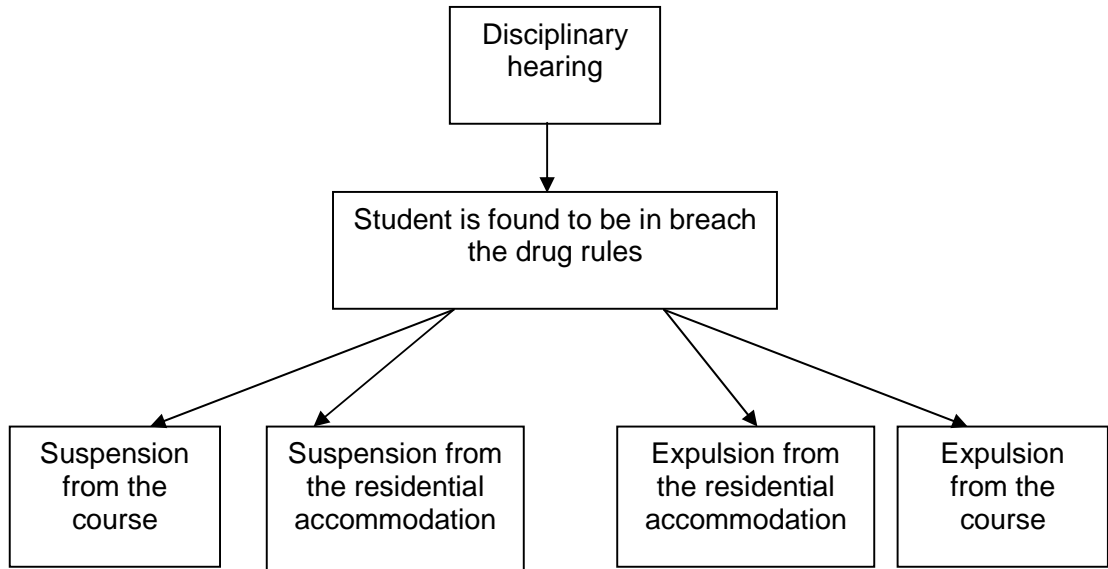 Disciplinary
hearing
Student is found to be in breach
the drug rules
Suspension
from the
course
Suspension from
the residential
accommodation
Expulsion from
the residential
accommodation
Expulsion
from the
course